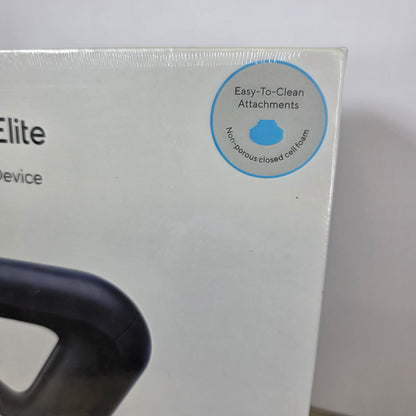 Easy-To-Clean
Attachments
Non-porous closed cell foam
Elite
Device